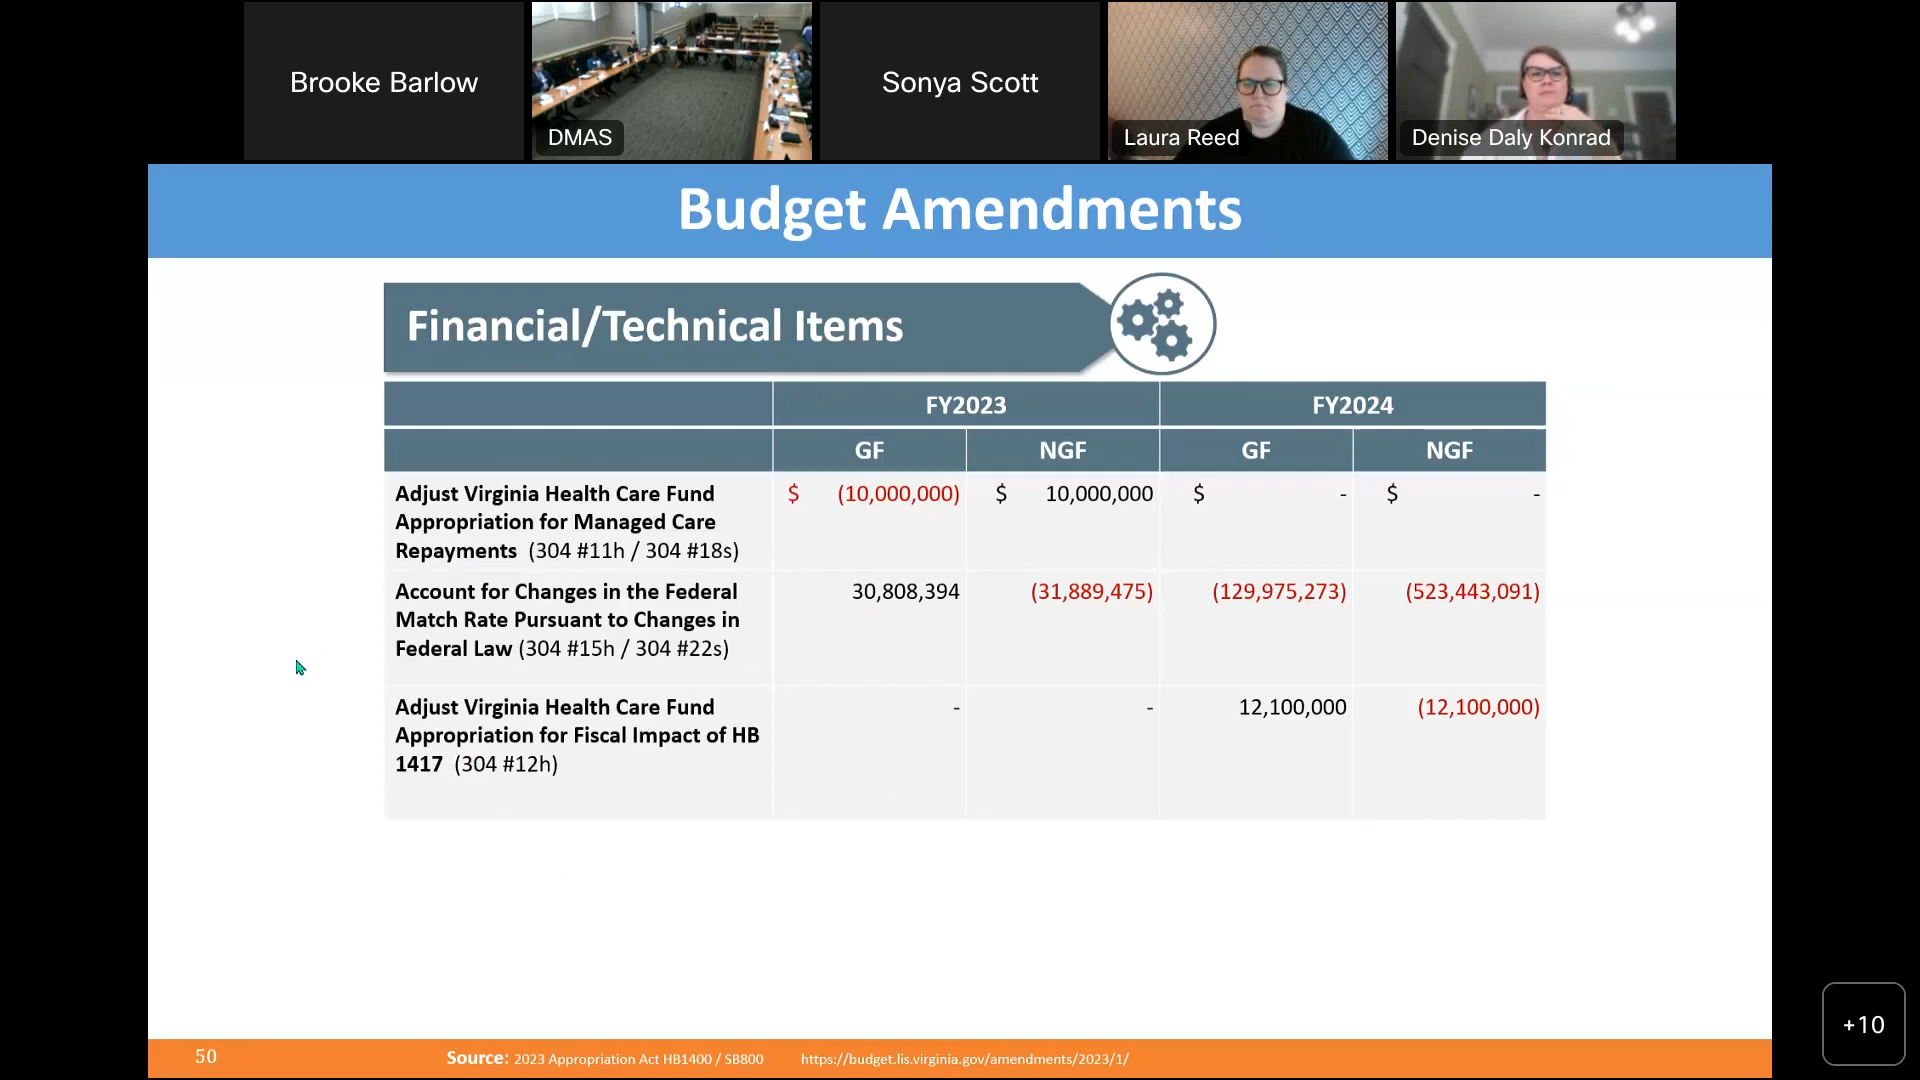 Brooke Barlow
DMAS
Sonya Scott
Laura Reed
Denise Daly Konrad
Budget Amendments
Financial/Technical Items
FY2023 FY2024
GF NGF GF NGF
Adjust Virginia Health Care Fund $ (10,000,000) $ 10,000,000 $ - $ -
Appropriation for Managed Care
Repayments (304 #11h / 304 #18s)
Account for Changes in the Federal 30,808,394 (31,889,475) (129,975,273) (523,443,091)
Match Rate Pursuant to Changes in
Federal Law (304 #15h / 304 #22s)
Adjust Virginia Health Care Fund - - 12,100,000 (12,100,000)
Appropriation for Fiscal Impact of HB
1417 (304 #12h)
+10
50 Source: 2023 Appropriation Act HB1400 / SB800 https://budget.lis.virginia.gov/amendments/2023/1/